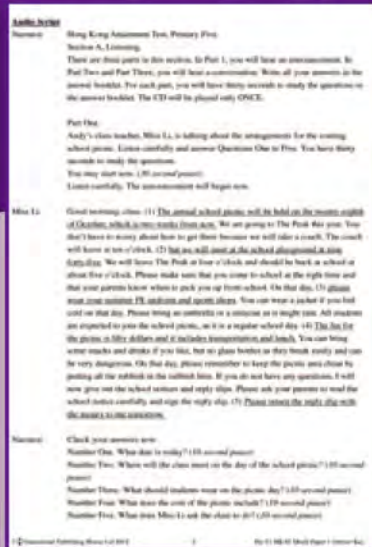 Audio Script
Narrator: Hong Kong Attainment Test, Primary Five.
Section A, Listening.
There are three parts in this section. In Part 1, you will hear an announcement. In
Part Two and Part Three, you will hear a conversation. Write all your answers in the
answer booklet. For each part, you will have thirty seconds to study the questions in
the answer booklet. The CD will be played only ONCE.
Part One
Andy's class teacher, Miss Li, is talking about the arrangements for the coming
school picnic. Listen carefully and answer Questions One to Five. You have thirty
seconds to study the questions.
You may start now. (30 second pause)
Listen carefully. The announcement will begin now.
Miss Li: Good morning, class. (1) The annual school picnic will be held on the twenty-eighth
of October, which is two weeks from now. We are going to The Peak this year. You
don't have to worry about how to get there because we will take a coach. The coach
will leave at ten o'clock, (2) but we will meet at the school playground at nine
forty-five. We will leave The Peak at four o'clock and should be back at school at
about five o'clock. Please make sure that you come to school at the right time and
that your parents know when to pick you up from school. On that day, (3) please
wear your summer PE uniform and sports shoes. You can wear a jacket if you feel
cold on that day. Please bring an umbrella or a raincoat as it might rain. All students
are expected to join the school picnic, as it is a regular school day. (4) The fee for
the picnic is fifty dollars and it includes transportation and lunch. You can bring
some snacks and drinks if you like, but no glass bottles as they break easily and can
be very dangerous. On that day, please remember to keep the picnic area clean by
putting all the rubbish in the rubbish bins. If you do not have any questions, I will
now give out the school notices and reply slips. Please ask your parents to read the
school notice carefully and sign the reply slip. (5) Please return the reply slip with
the money to me tomorrow.
Narrator: Check your answers now.
Number One. What date is today? (10 second pause)
Number Two. Where will the class meet on the day of the school picnic? (10 second
pause)
Number Three. What should students wear on the picnic day? (10 second pause)
Number Four. What does the cost of the picnic include? (10 second pause)
Number Five. What does Miss Li ask the class to do? (10 second pause)